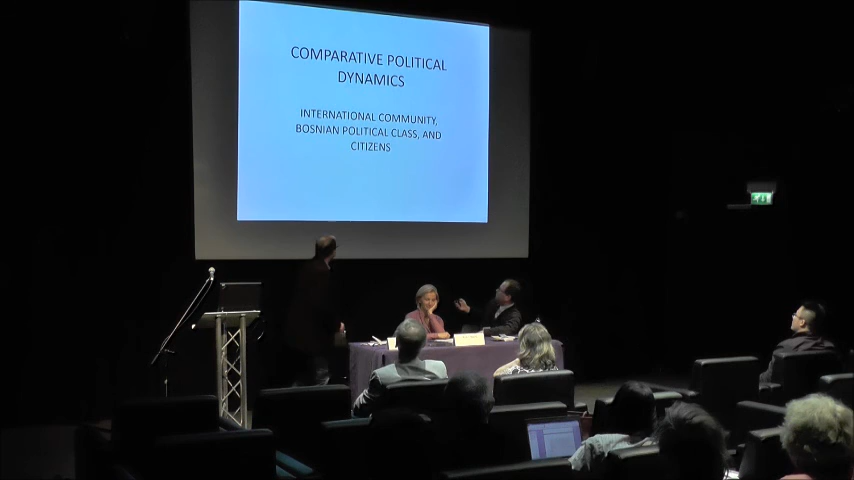 COMPARATIVE POLITICAL
DYNAMICS
INTERNATIONAL COMMUNITY,
BOSNIAN POLITICAL CLASS, AND
CITIZENS